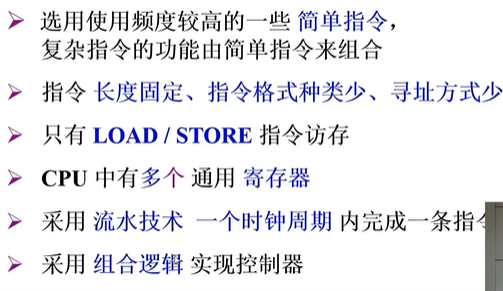 选用使用频度较高的一些 简单指令，
复杂指令的功能由简单指令来组合
指令 长度固定、指令格式种类少、寻址方式少
只有 LOAD / STORE 指令访存
CPU 中有多个 通用 寄存器
采用 流水技术 一个时钟周期 内完成一条指
采用 组合逻辑 实现控制器